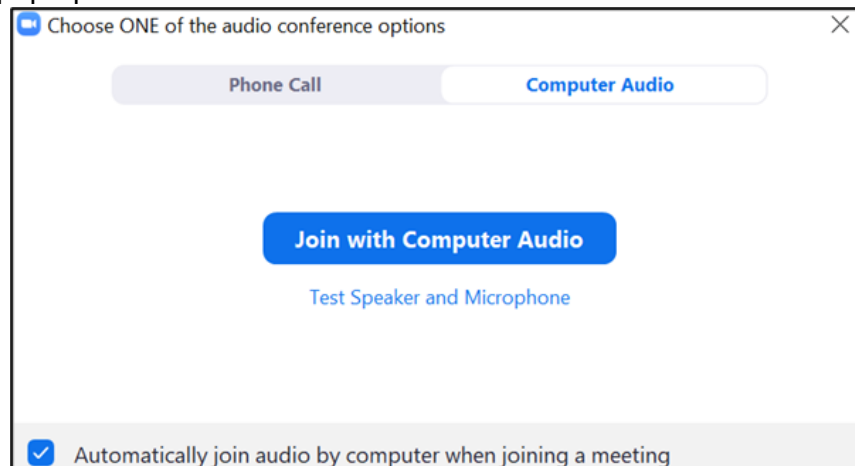 Choose ONE of the audio conference options
Phone Call Computer Audio
Join with Computer Audio
Test Speaker and Microphone
Automatically join audio by computer when joining a meeting